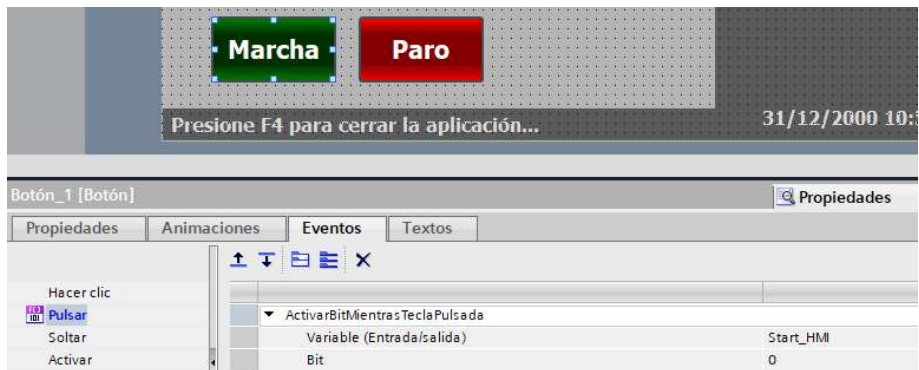 Marcha Paro
Presione F4 para cerrar la aplicación...
31/12/2000 10:
Botón_1 [Botón]
Propiedades
Propiedades Animaciones Eventos Textos
Hacer clic
Pulsar
ActivarBitMientrasTeclaPulsada
Soltar
Variable (Entrada/salida) Start_HMI
Activar
Bit 0